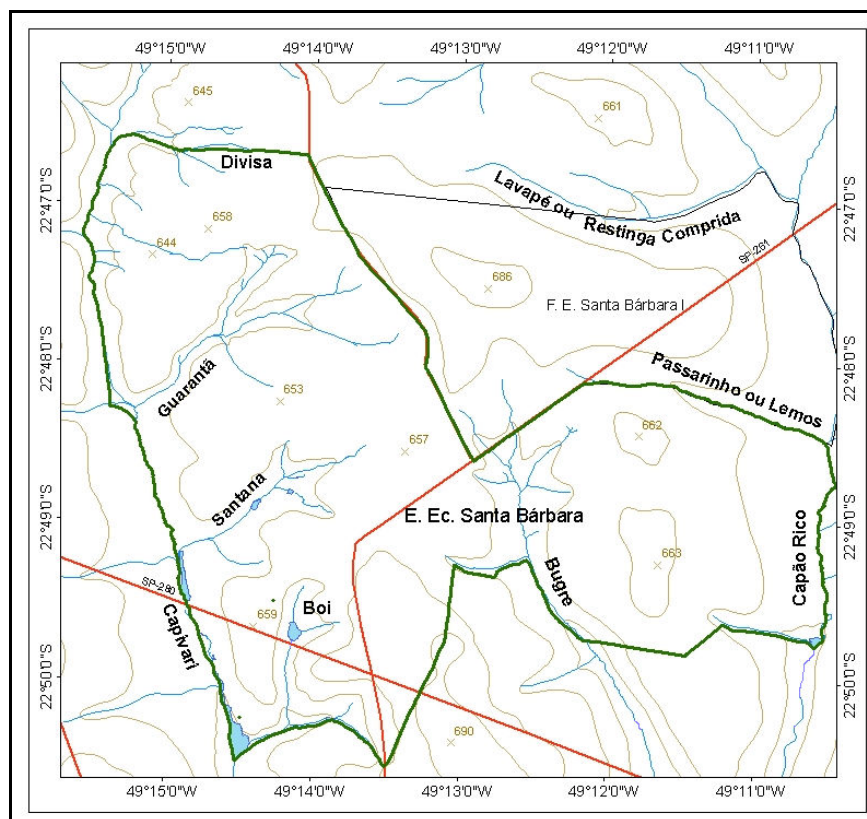 49°15'0"W
49°14'0"W
49°13'0"W
49°12'0"W
49°11'0"W
645
661
Divisa
22°47'0"S
22°47'0"S
Lavapé ou Restinga Comprida
658
644
SP-261
686
F. E. Santa Bárbara I
22°48'0"S
22°48'0"S
Guarantã
653
Passarinho ou Lemos
657
662
Santana
22°49'0"S
22°49'0"S
E. Ec. Santa Bárbara
Capão Rico
663
Bugre
SP-280
659
Boi
Capivari
22°50'0"S
22°50'0"S
690
49°15'0"W
49°14'0"W
49°13'0"W
49°12'0"W
49°11'0"W